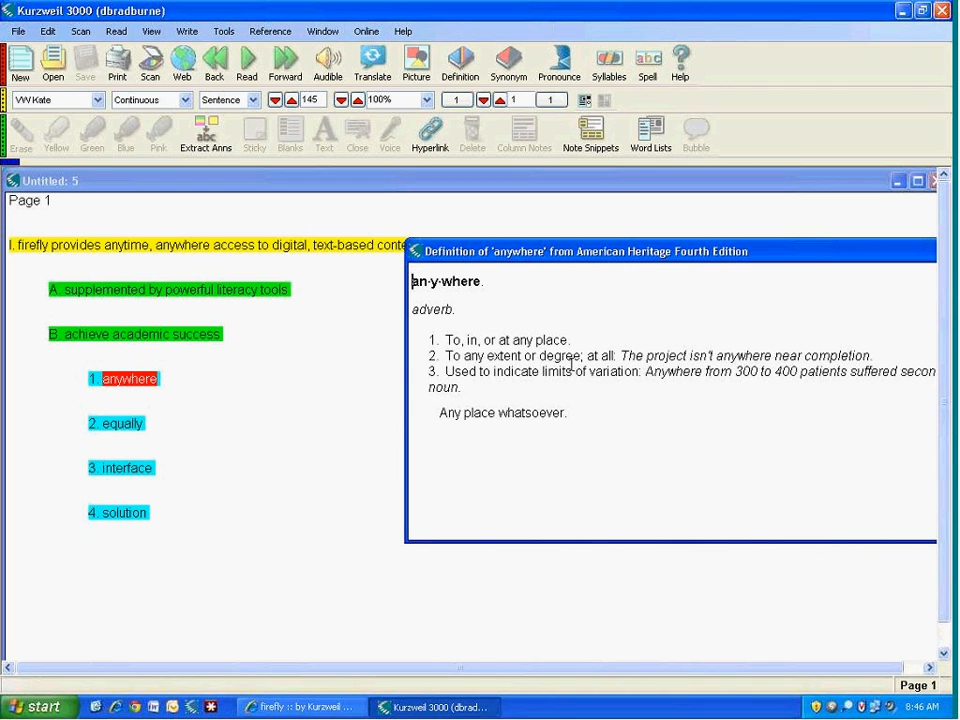 Kurzweil 3000 (dbradburne)
File Edit Scan Read View Write Tools Reference Window Online Help
New Open Save Print Scan Web Back Read Forward Audible Translate Picture Definition Synonym Pronounce Syllables Spell Help
VW Kate Continuous Sentence 145 100% 1 1 1
Erase Yellow Green Blue Pink Extract Anns Sticky Blanks Text Close Voice Hyperlink Delete Column Notes Note Snippets Word Lists Bubble
Untitled: 5
Page 1
I. firefly provides anytime, anywhere access to digital, text-based conte
A. supplemented by powerful literacy tools
B. achieve academic success
1. anywhere
2. equally
3. interface
4. solution
Definition of 'anywhere' from American Heritage Fourth Edition
an·y·where.
adverb.
1. To, in, or at any place.
2. To any extent or degree; at all: The project isn't anywhere near completion.
3. Used to indicate limits of variation: Anywhere from 300 to 400 patients suffered secon
noun.
Any place whatsoever.
Page 1
start firefly :: by Kurzweil ... Kurzweil 3000 (dbrad... 8:46 AM